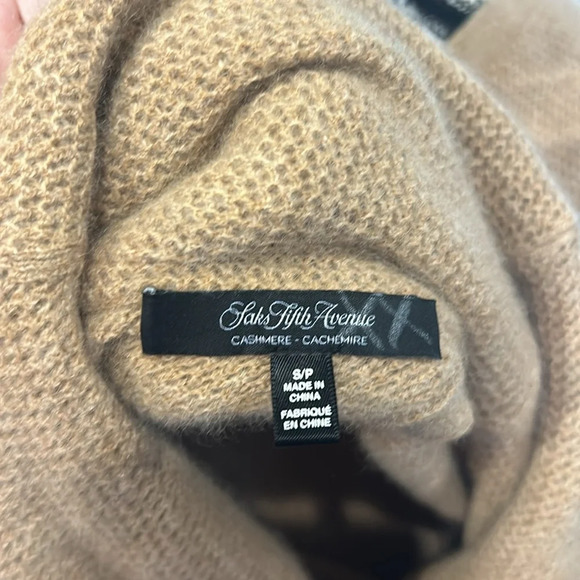 Saks Fifth Avenue
CASHMERE - CACHEMIRE
S/P
MADE IN
CHINA
FABRIQUÉ
EN CHINE